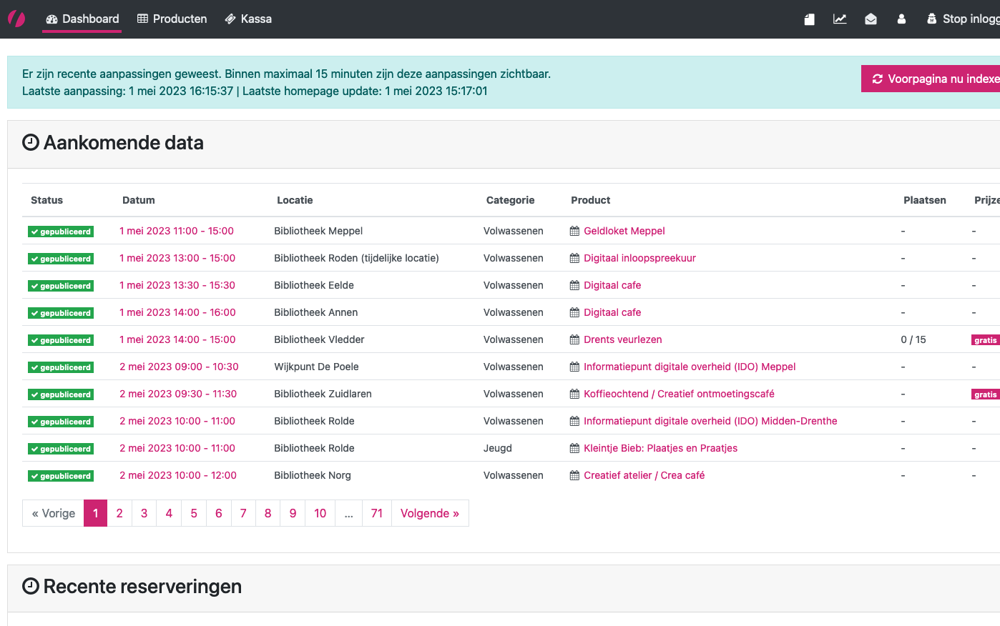 Dashboard Producten Kassa Stop inlogg
Er zijn recente aanpassingen geweest. Binnen maximaal 15 minuten zijn deze aanpassingen zichtbaar.
Laatste aanpassing: 1 mei 2023 16:15:37 | Laatste homepage update: 1 mei 2023 15:17:01
Voorpagina nu indexe
Aankomende data
Status Datum Locatie Categorie Product Plaatsen Prijze
gepubliceerd 1 mei 2023 11:00 - 15:00 Bibliotheek Meppel Volwassenen Geldloket Meppel - -
gepubliceerd 1 mei 2023 13:00 - 15:00 Bibliotheek Roden (tijdelijke locatie) Volwassenen Digitaal inloopspreekuur - -
gepubliceerd 1 mei 2023 13:30 - 15:30 Bibliotheek Eelde Volwassenen Digitaal cafe - -
gepubliceerd 1 mei 2023 14:00 - 16:00 Bibliotheek Annen Volwassenen Digitaal cafe - -
gepubliceerd 1 mei 2023 14:00 - 15:00 Bibliotheek Vledder Volwassenen Drents veurlezen 0 / 15 gratis
gepubliceerd 2 mei 2023 09:00 - 10:30 Wijkpunt De Poele Volwassenen Informatiepunt digitale overheid (IDO) Meppel - -
gepubliceerd 2 mei 2023 09:30 - 11:30 Bibliotheek Zuidlaren Volwassenen Koffieochtend / Creatief ontmoetingscafé - gratis
gepubliceerd 2 mei 2023 10:00 - 11:00 Bibliotheek Rolde Volwassenen Informatiepunt digitale overheid (IDO) Midden-Drenthe - -
gepubliceerd 2 mei 2023 10:00 - 11:00 Bibliotheek Rolde Jeugd Kleintje Bieb: Plaatjes en Praatjes - -
gepubliceerd 2 mei 2023 10:00 - 12:00 Bibliotheek Norg Volwassenen Creatief atelier / Crea café - -
« Vorige 1 2 3 4 5 6 7 8 9 10 ... 71 Volgende »
Recente reserveringen